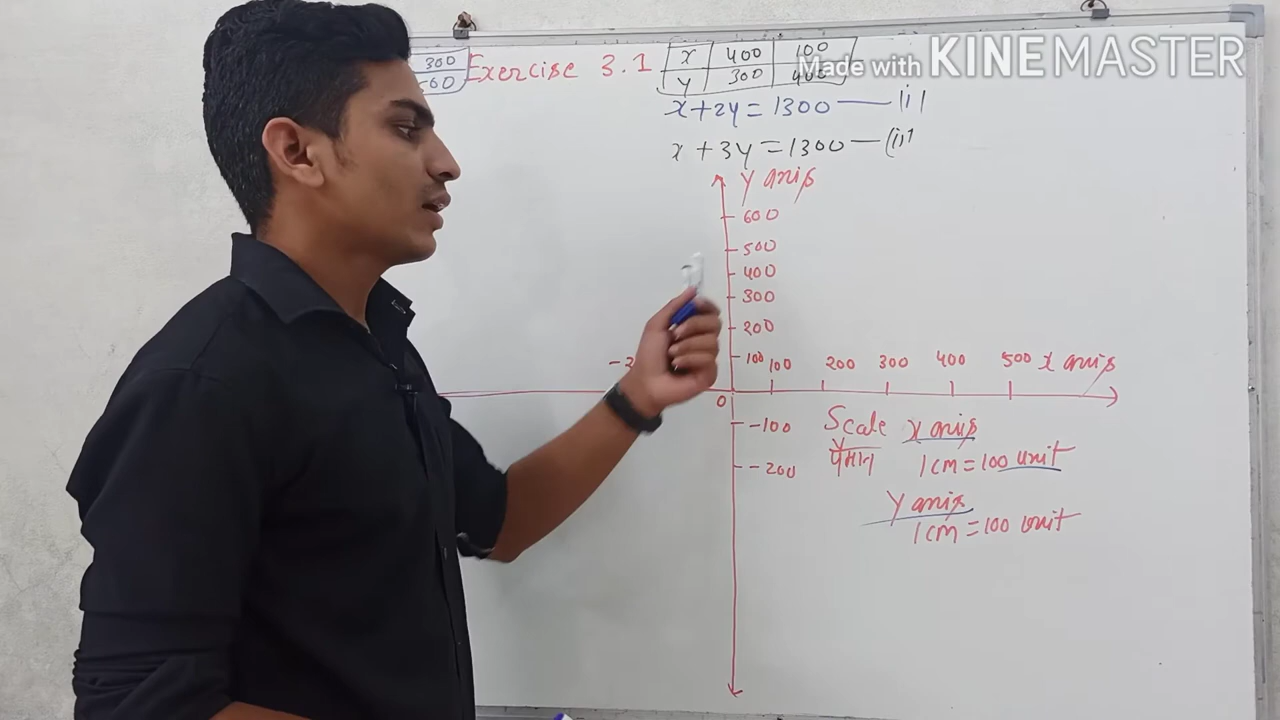 300
Exercise 3.1
x 400 100
y 300 400
Made with KINEMASTER
x+2y=1300 — (i)
x+3y=1300 — (ii)
Y axis
600
500
400
300
200
100 100 200 300 400 500 x axis
0
-100
-200
Scale x axis
पैमाना 1cm=100 unit
Y axis
1cm=100 unit